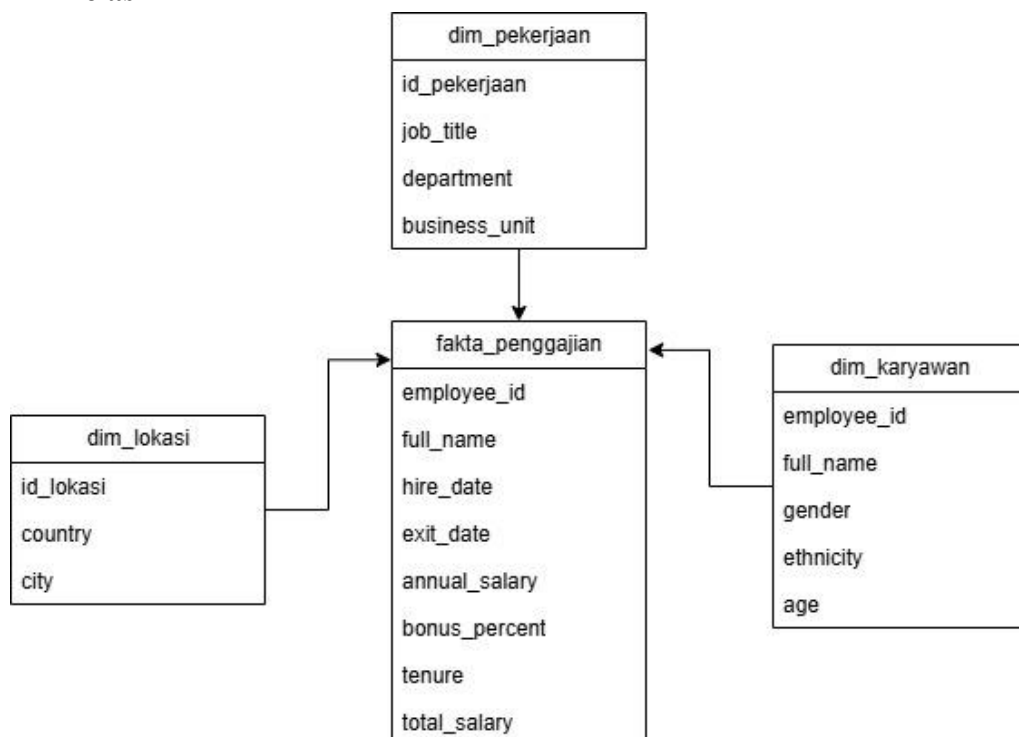 dim_pekerjaan
id_pekerjaan
job_title
department
business_unit
fakta_penggajian
employee_id
full_name
hire_date
exit_date
annual_salary
bonus_percent
tenure
total_salary
dim_lokasi
id_lokasi
country
city
dim_karyawan
employee_id
full_name
gender
ethnicity
age